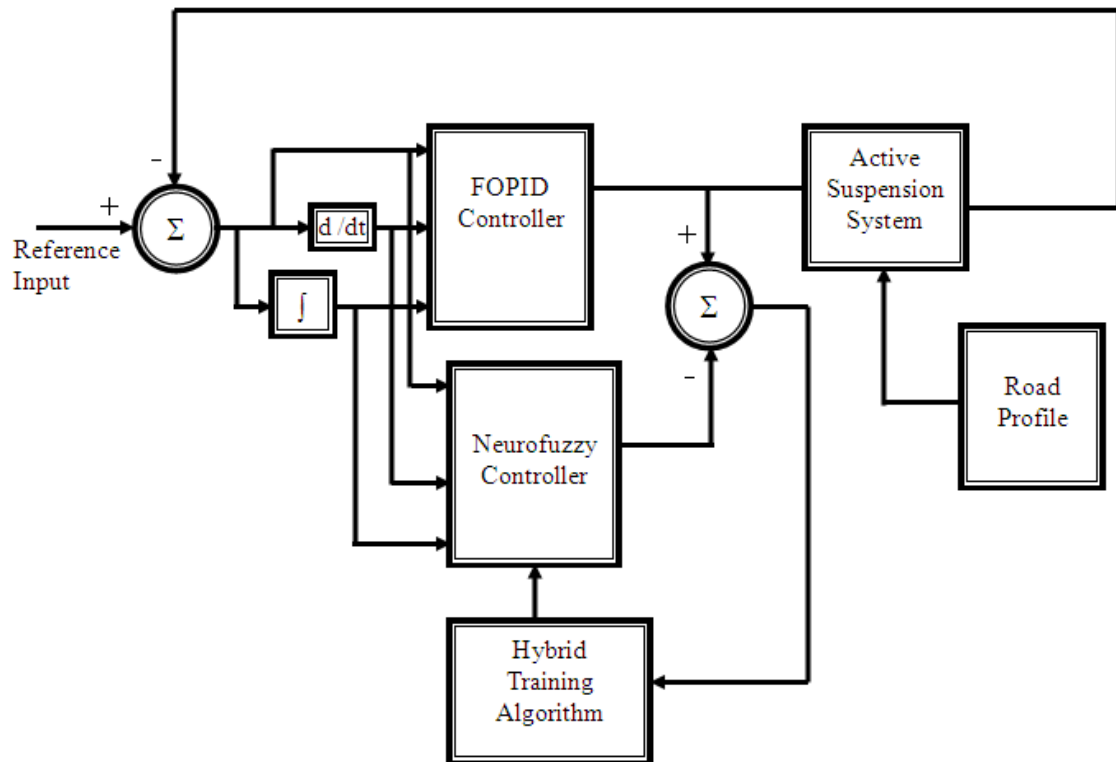 -
+
Σ
Reference
Input
d /dt
∫
FOPID
Controller
Active
Suspension
System
+
Σ
-
Neurofuzzy
Controller
Road
Profile
Hybrid
Training
Algorithm